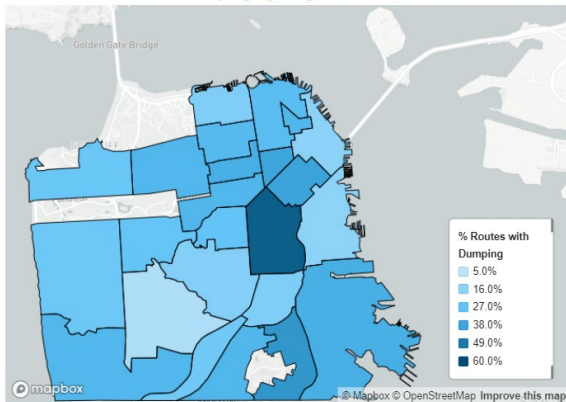 Golden Gate Bridge
% Routes with
Dumping
5.0%
16.0%
27.0%
38.0%
49.0%
60.0%
mapbox
© Mapbox © OpenStreetMap Improve this map